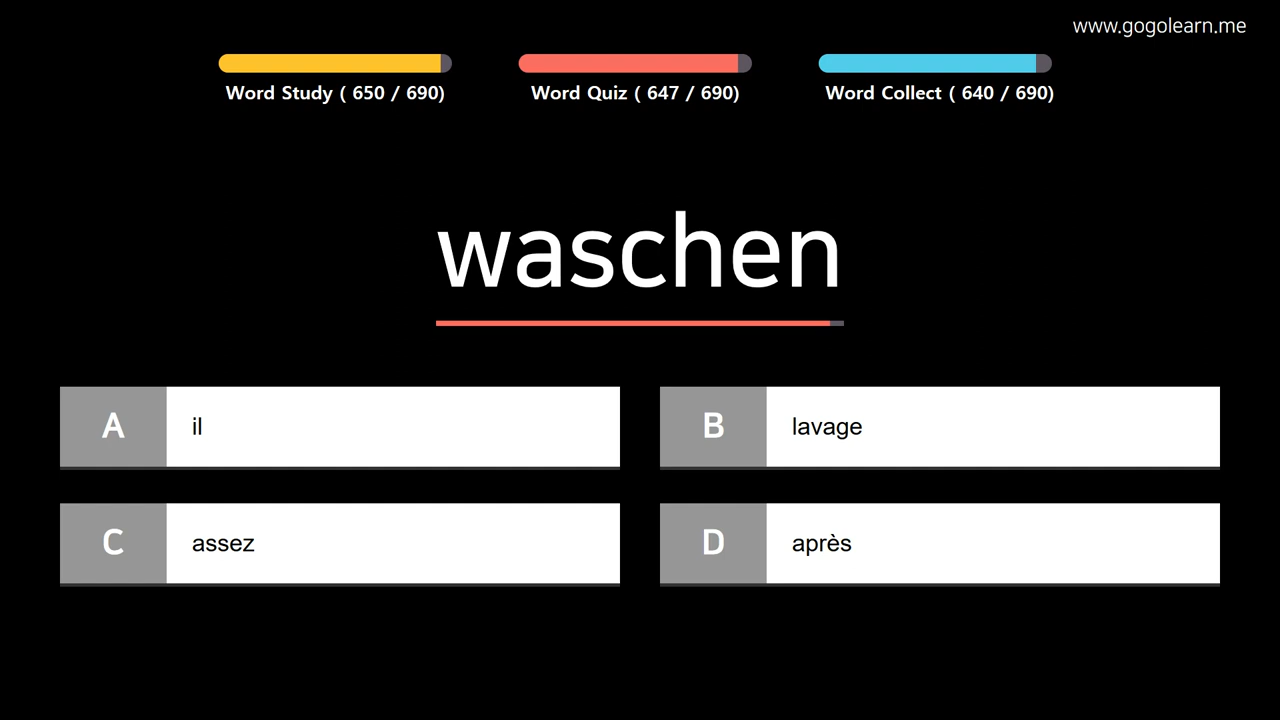 www.gogolearn.me
Word Study ( 650 / 690)
Word Quiz ( 647 / 690)
Word Collect ( 640 / 690)
waschen
A il
B lavage
C assez
D après